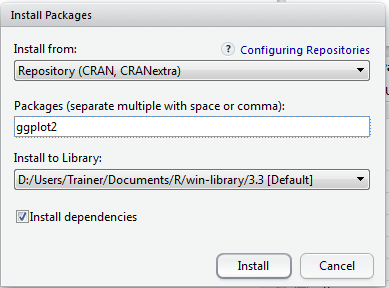 Install Packages
Install from:
? Configuring Repositories
Repository (CRAN, CRANextra)
Packages (separate multiple with space or comma):
ggplot2
Install to Library:
D:/Users/Trainer/Documents/R/win-library/3.3 [Default]
Install dependencies
Install
Cancel